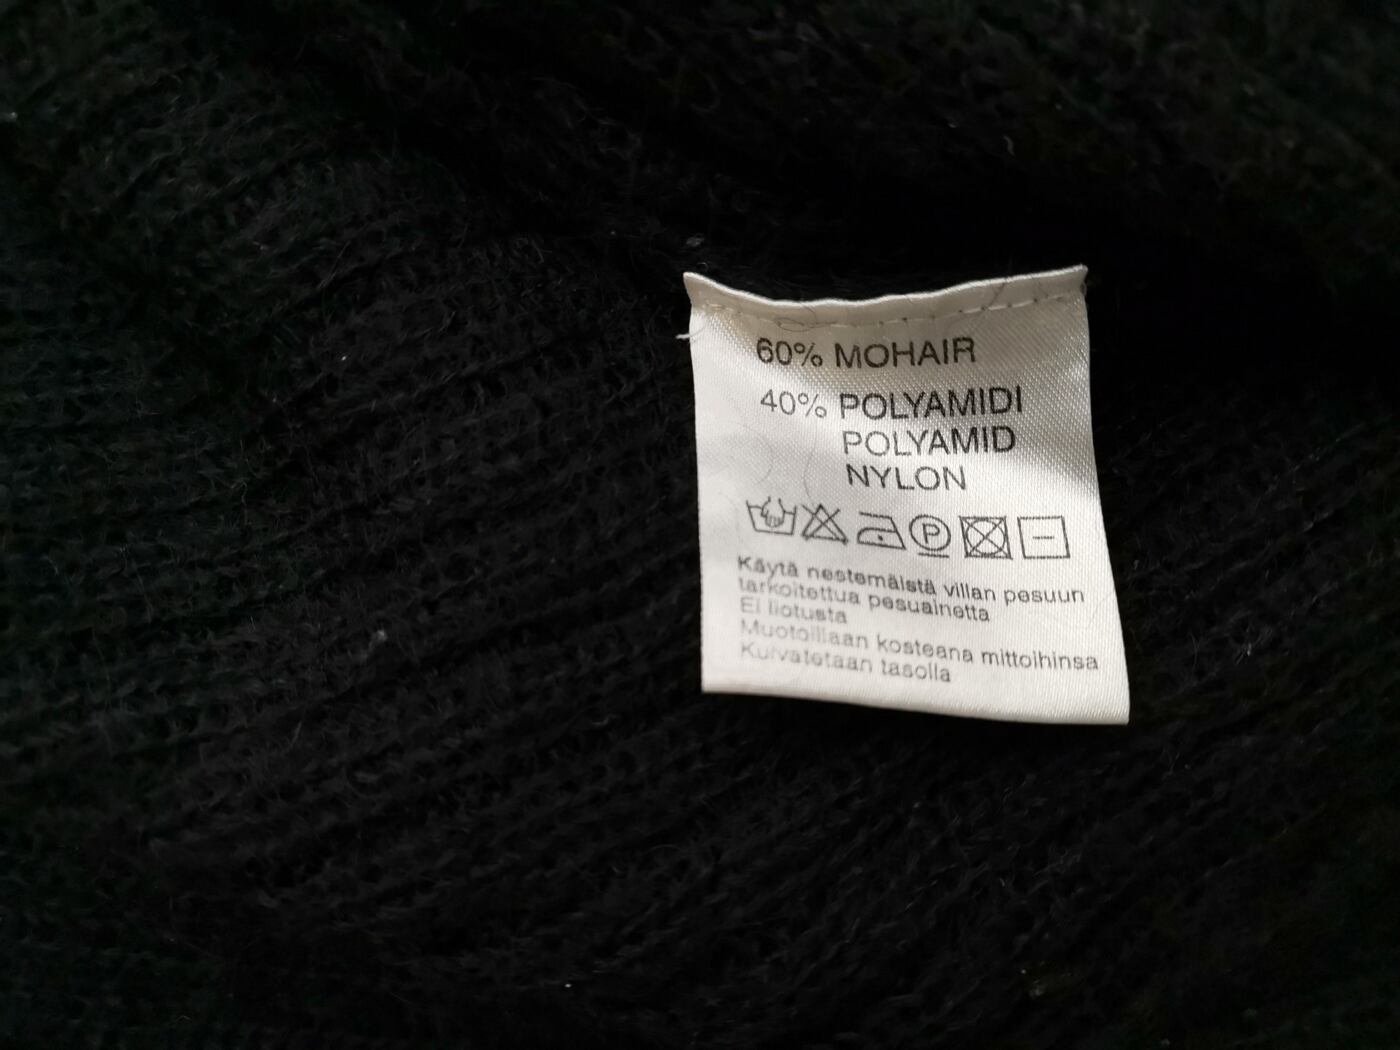 60% MOHAIR
40% POLYAMIDI
POLYAMID
NYLON
P
Käytä nestemäistä villan pesuun
tarkoitettua pesuainetta
Ei liotusta
Muotoillaan kosteana mittoihinsa
Kuivatetaan tasolla